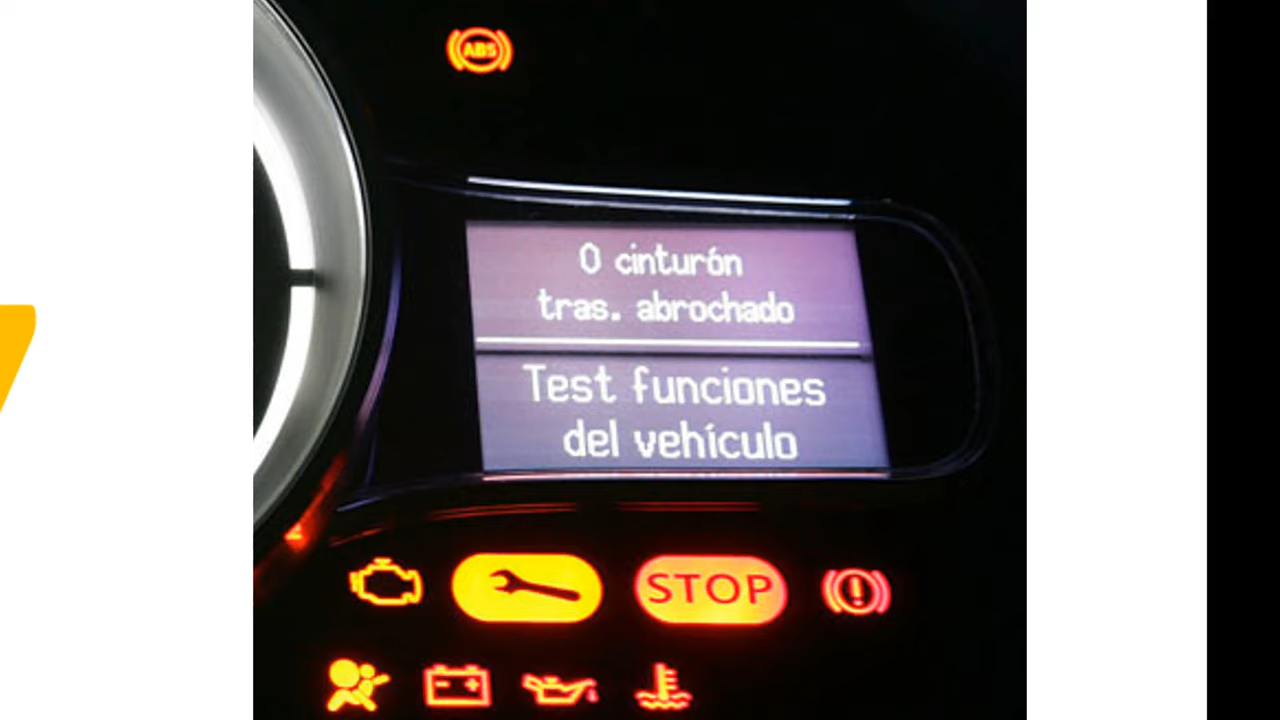 ABS
0 cinturón
tras. abrochado
Test funciones
del vehículo
STOP